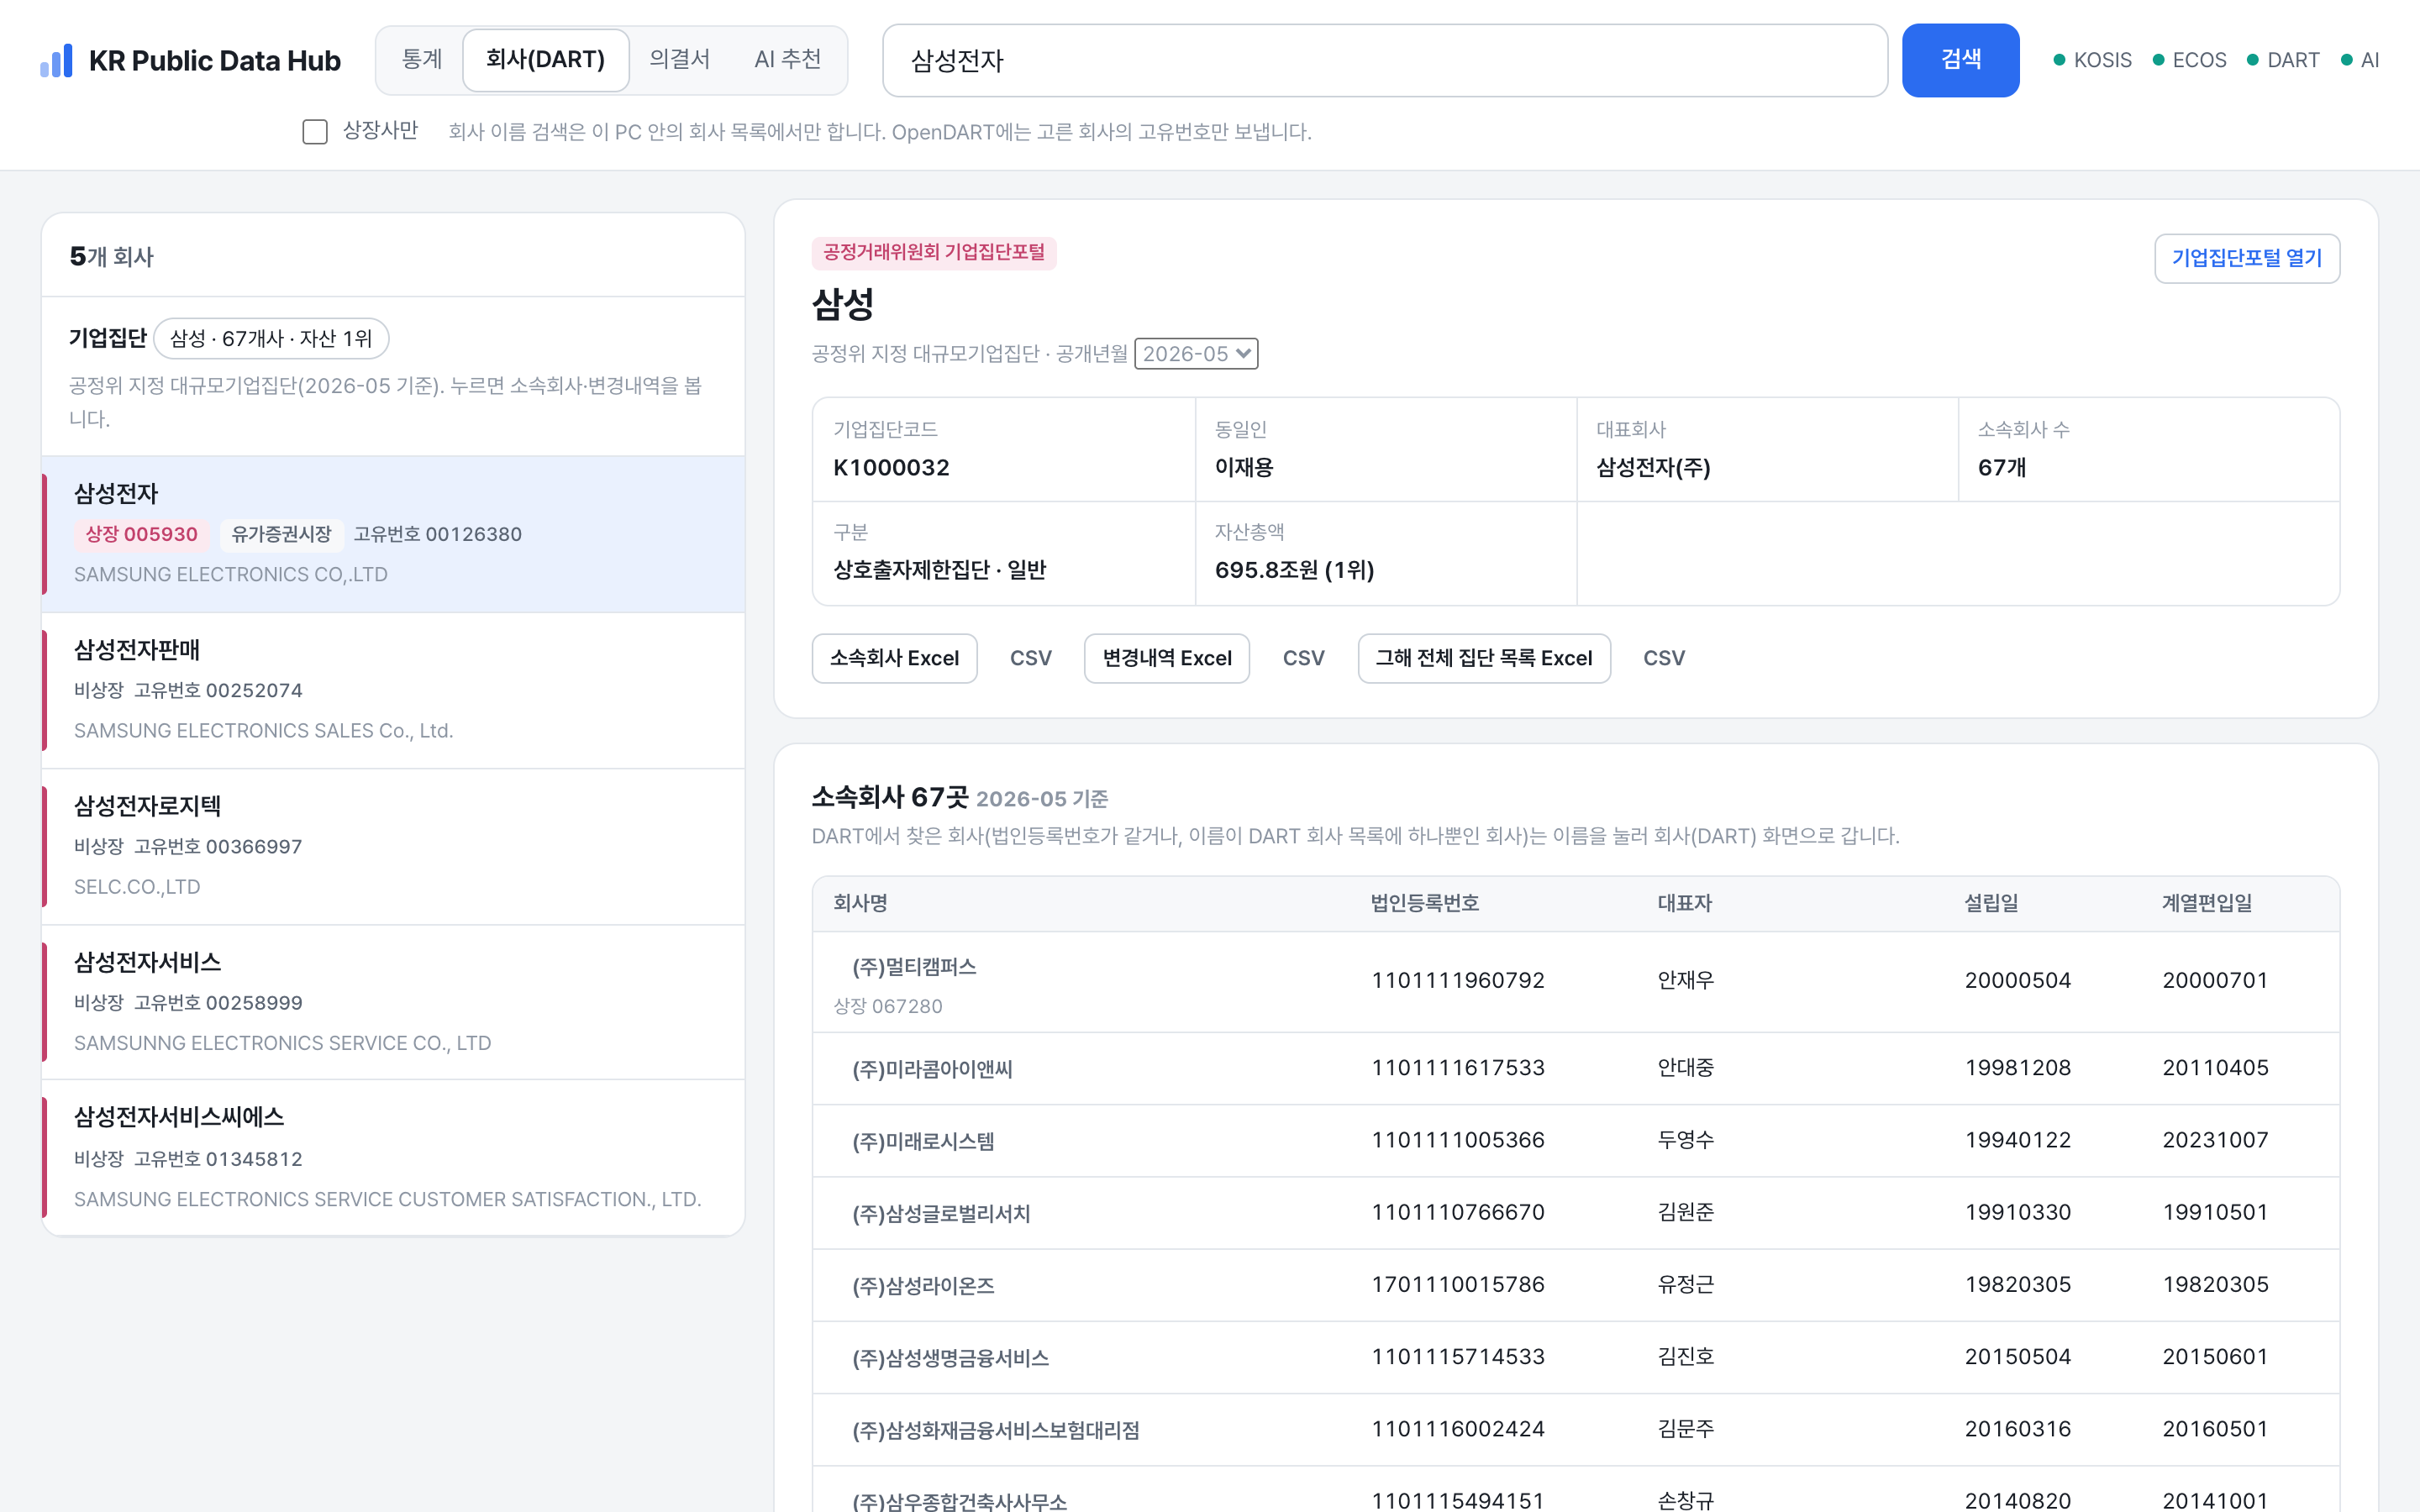 KR Public Data Hub
통계 회사(DART) 의결서 AI 추천
삼성전자
검색
KOSIS ECOS DART AI
상장사만 회사 이름 검색은 이 PC 안의 회사 목록에서만 합니다. OpenDART에는 고른 회사의 고유번호만 보냅니다.
5개 회사
기업집단 삼성 · 67개사 · 자산 1위
공정위 지정 대규모기업집단(2026-05 기준). 누르면 소속회사·변경내역을 봅
니다.
삼성전자
상장 005930 유가증권시장 고유번호 00126380
SAMSUNG ELECTRONICS CO,.LTD
삼성전자판매
비상장 고유번호 00252074
SAMSUNG ELECTRONICS SALES Co., Ltd.
삼성전자로지텍
비상장 고유번호 00366997
SELC.CO.,LTD
삼성전자서비스
비상장 고유번호 00258999
SAMSUNNG ELECTRONICS SERVICE CO., LTD
삼성전자서비스씨에스
비상장 고유번호 01345812
SAMSUNG ELECTRONICS SERVICE CUSTOMER SATISFACTION., LTD.
공정거래위원회 기업집단포털
기업집단포털 열기
삼성
공정위 지정 대규모기업집단 · 공개년월 2026-05
기업집단코드 동일인 대표회사 소속회사 수
K1000032 이재용 삼성전자(주) 67개
구분 자산총액
상호출자제한집단 · 일반 695.8조원 (1위)
소속회사 Excel CSV 변경내역 Excel CSV 그해 전체 집단 목록 Excel CSV
소속회사 67곳 2026-05 기준
DART에서 찾은 회사(법인등록번호가 같거나, 이름이 DART 회사 목록에 하나뿐인 회사)는 이름을 눌러 회사(DART) 화면으로 갑니다.
회사명 법인등록번호 대표자 설립일 계열편입일
(주)멀티캠퍼스 1101111960792 안재우 20000504 20000701
상장 067280
(주)미라콤아이앤씨 1101111617533 안대중 19981208 20110405
(주)미래로시스템 1101111005366 두영수 19940122 20231007
(주)삼성글로벌리서치 1101110766670 김원준 19910330 19910501
(주)삼성라이온즈 1701110015786 유정근 19820305 19820305
(주)삼성생명금융서비스 1101115714533 김진호 20150504 20150601
(주)삼성화재금융서비스보험대리점 1101116002424 김문주 20160316 20160501
(주)삼우종합건축사사무소 1101115494151 손창규 20140820 20141001